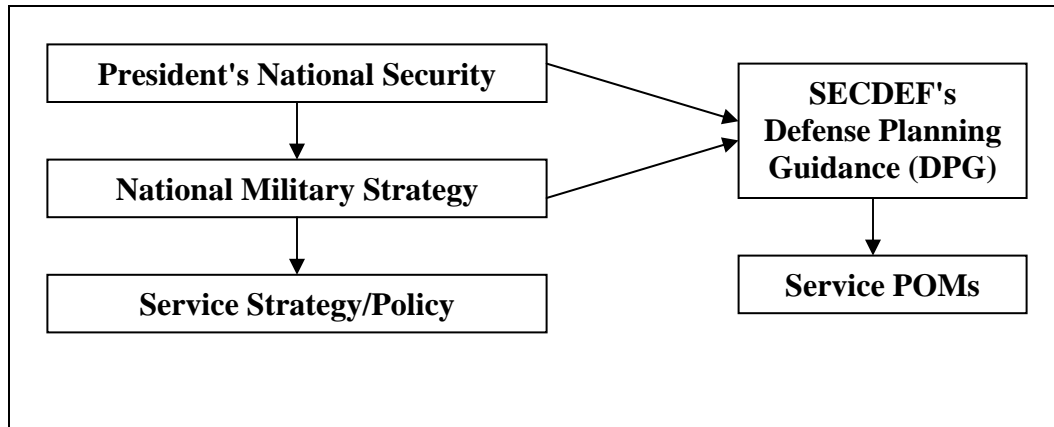 President's National Security
National Military Strategy
Service Strategy/Policy
SECDEF's
Defense Planning
Guidance (DPG)
Service POMs